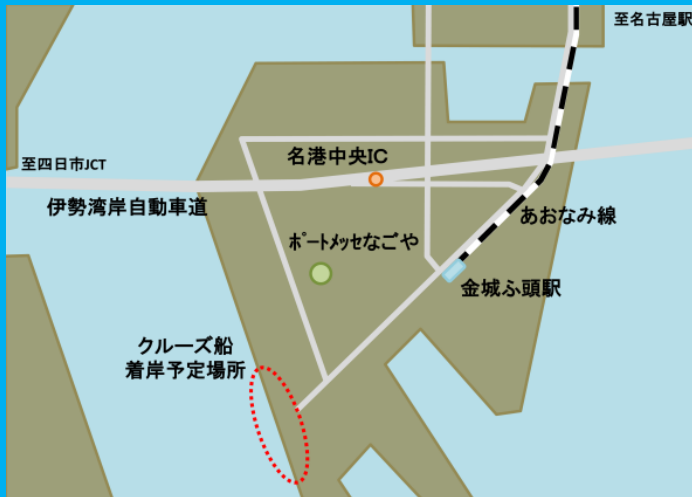 至名古屋駅
名港中央IC
至四日市JCT
伊勢湾岸自動車道
あおなみ線
ポートメッセなごや
金城ふ頭駅
クルーズ船
着岸予定場所